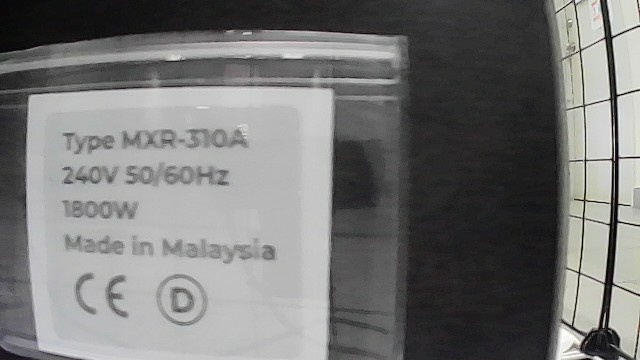 Type MXR-310A
240V 50/60Hz
1800W
Made in Malaysia
CE D